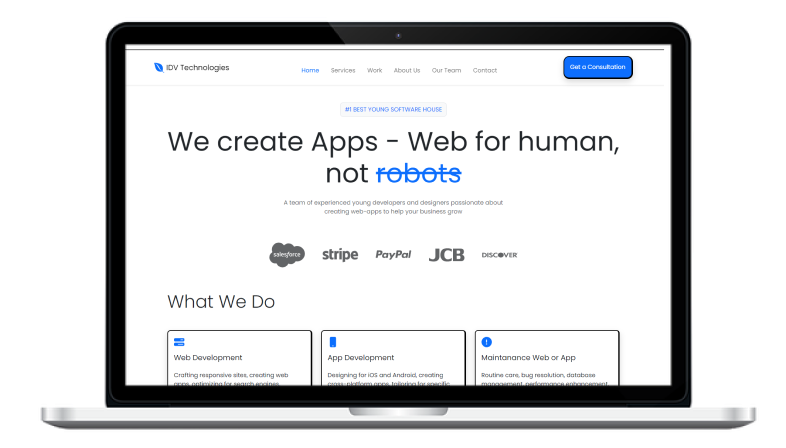 IDV Technologies
Home Services Work About Us Our Team Contact
Get a Consultation
#1 BEST YOUNG SOFTWARE HOUSE
We create Apps - Web for human,
not robots
A team of experienced young developers and designers passionate about
creating web-apps to help your business grow
salesforce stripe PayPal JCB DISCOVER
What We Do
Web Development
Crafting responsive sites, creating web
apps, optimizing for search engines
App Development
Designing for iOS and Android, creating
cross-platform apps, tailoring for specific
Maintanance Web or App
Routine care, bug resolution, database
management, performance enhancement